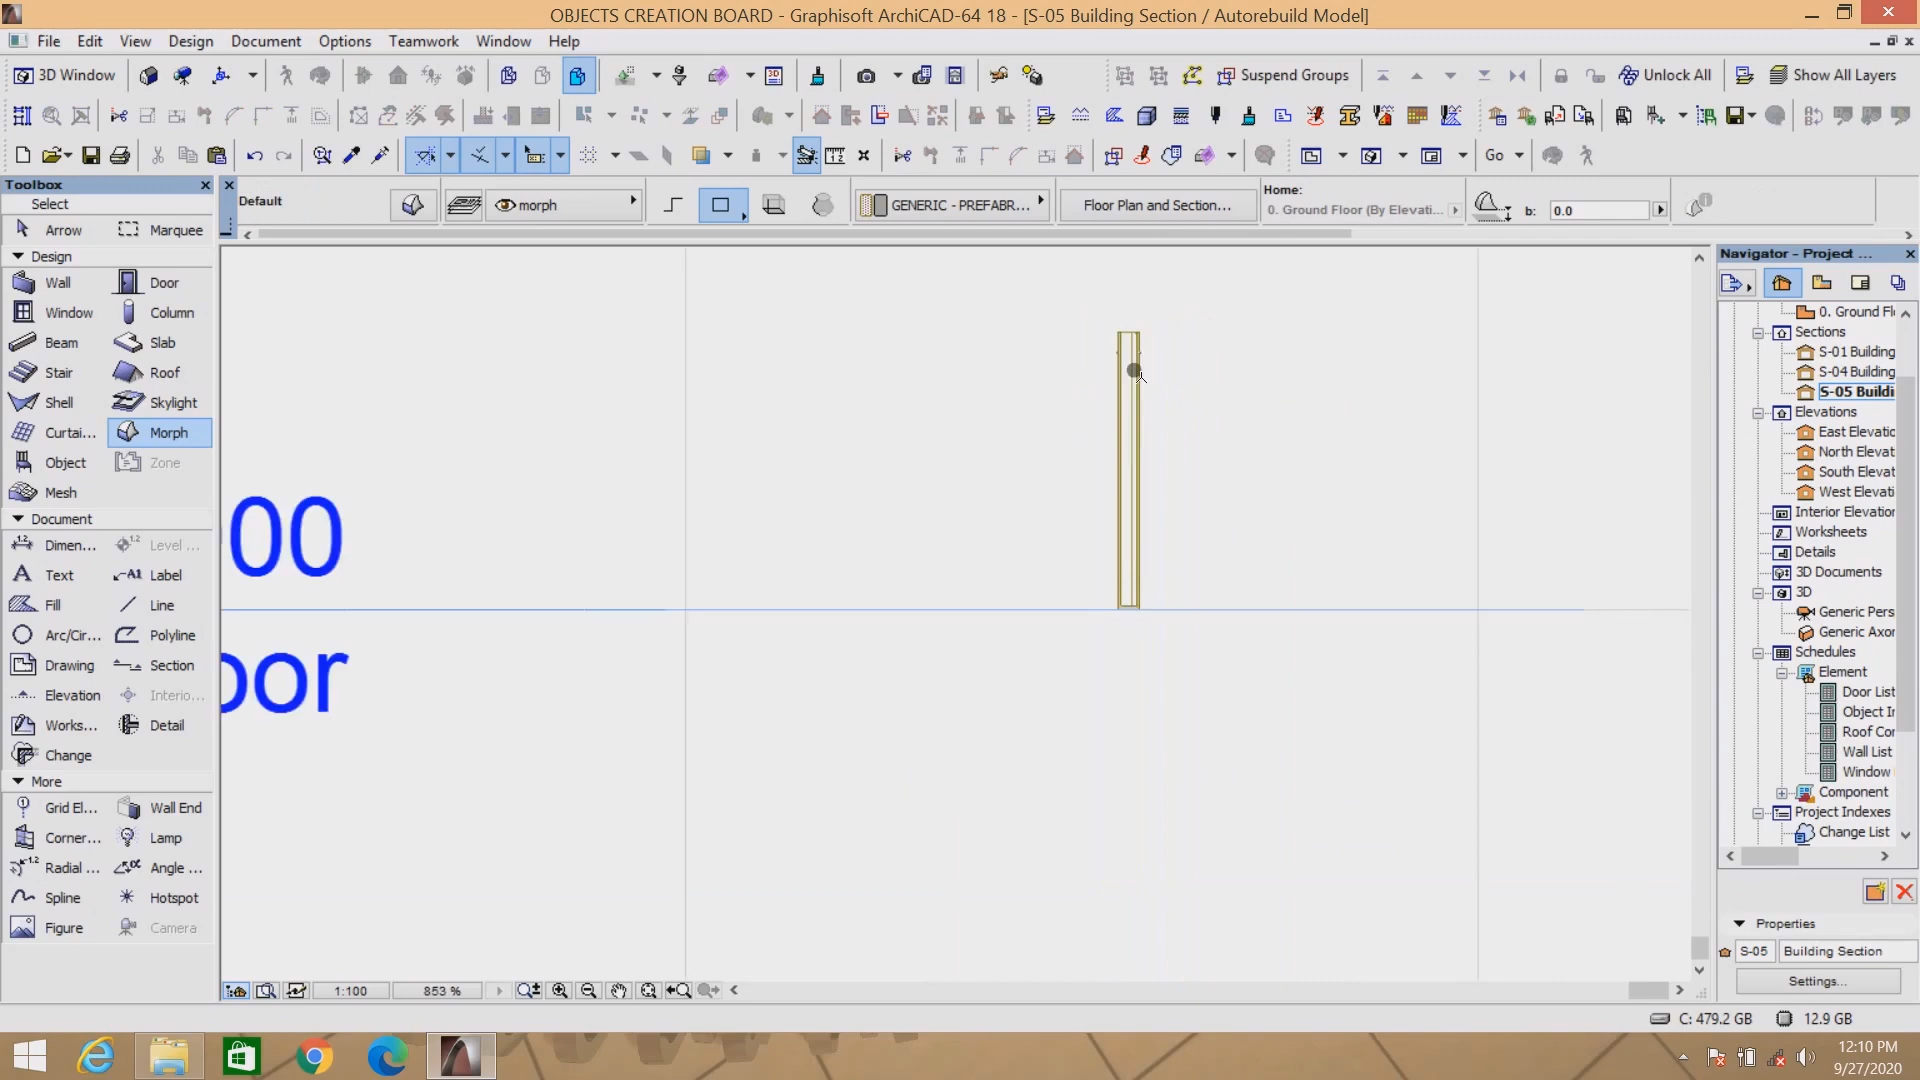 OBJECTS CREATION BOARD - Graphisoft ArchiCAD-64 18 - [S-05 Building Section / Autorebuild Model]
File Edit View Design Document Options Teamwork Window Help
3D Window Suspend Groups Unlock All Show All Layers
Go
Toolbox
Select
Arrow Marquee
Design
Wall Door
Window Column
Beam Slab
Stair Roof
Shell Skylight
Curtai... Morph
Object Zone
Mesh
Document
Dimen... Level ...
Text Label
Fill Line
Arc/Cir... Polyline
Drawing Section
Elevation Interio...
Works... Detail
Change
More
Grid El... Wall End
Corner... Lamp
Radial ... Angle ...
Spline Hotspot
Figure Camera
Default
morph
GENERIC - PREFABR...
Floor Plan and Section...
Home:
0. Ground Floor (By Elevati...
b: 0.0
00
oor
1:100 853 %
Navigator - Project ...
0. Ground Fl
Sections
S-01 Building
S-04 Building
S-05 Buildi
Elevations
East Elevatio
North Elevat
South Elevat
West Elevati
Interior Elevation
Worksheets
Details
3D Documents
3D
Generic Pers
Generic Axor
Schedules
Element
Door List
Object In
Roof Cor
Wall List
Window
Component
Project Indexes
Change List
Properties
S-05 Building Section
Settings...
C: 479.2 GB 12.9 GB
12:10 PM
9/27/2020